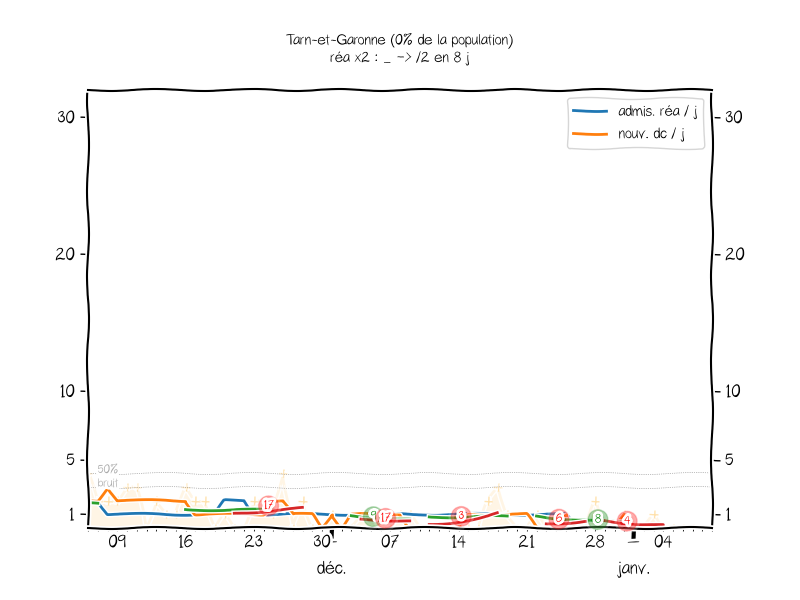 Tarn-et-Garonne (0% de la population)
réa x2 : _ -> /2 en 8 j
admis. réa / j
nouv. dc / j
30 30
20 20
10 10
5 5
1 1
50%
bruit
17 9 17 3 6 8 4
09 16 23 30 07 14 21 28 04
déc. janv.